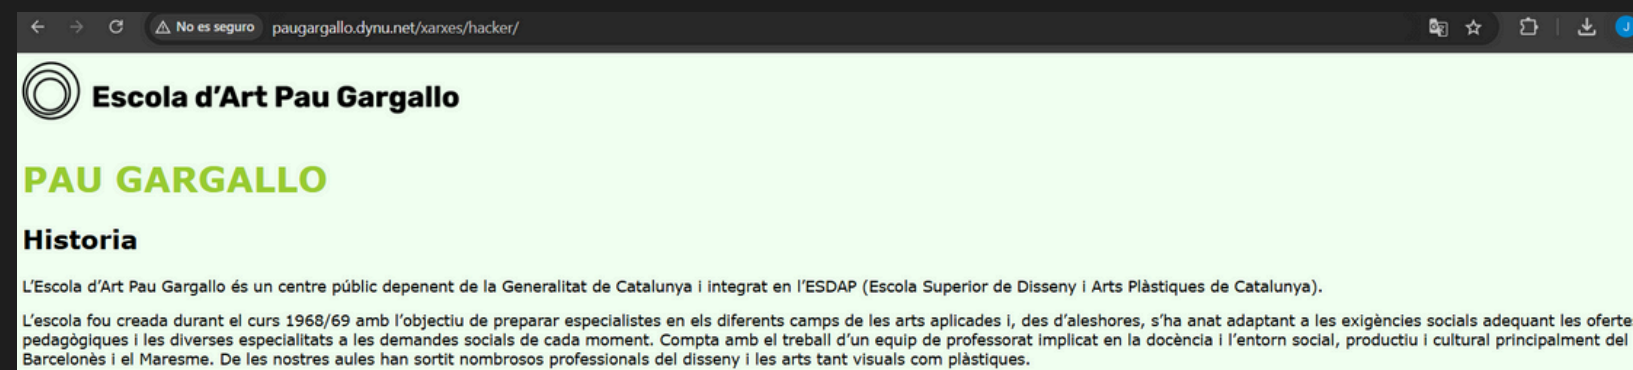 No es seguro paugargallo.dynu.net/xarxes/hacker/
J
Escola d'Art Pau Gargallo
PAU GARGALLO
Historia
L'Escola d'Art Pau Gargallo és un centre públic depenent de la Generalitat de Catalunya i integrat en l'ESDAP (Escola Superior de Disseny i Arts Plàstiques de Catalunya).
L'escola fou creada durant el curs 1968/69 amb l'objectiu de preparar especialistes en els diferents camps de les arts aplicades i, des d'aleshores, s'ha anat adaptant a les exigències socials adequant les ofertes
pedagògiques i les diverses especialitats a les demandes socials de cada moment. Compta amb el treball d'un equip de professorat implicat en la docència i l'entorn social, productiu i cultural principalment del
Barcelonès i el Maresme. De les nostres aules han sortit nombrosos professionals del disseny i les arts tant visuals com plàstiques.